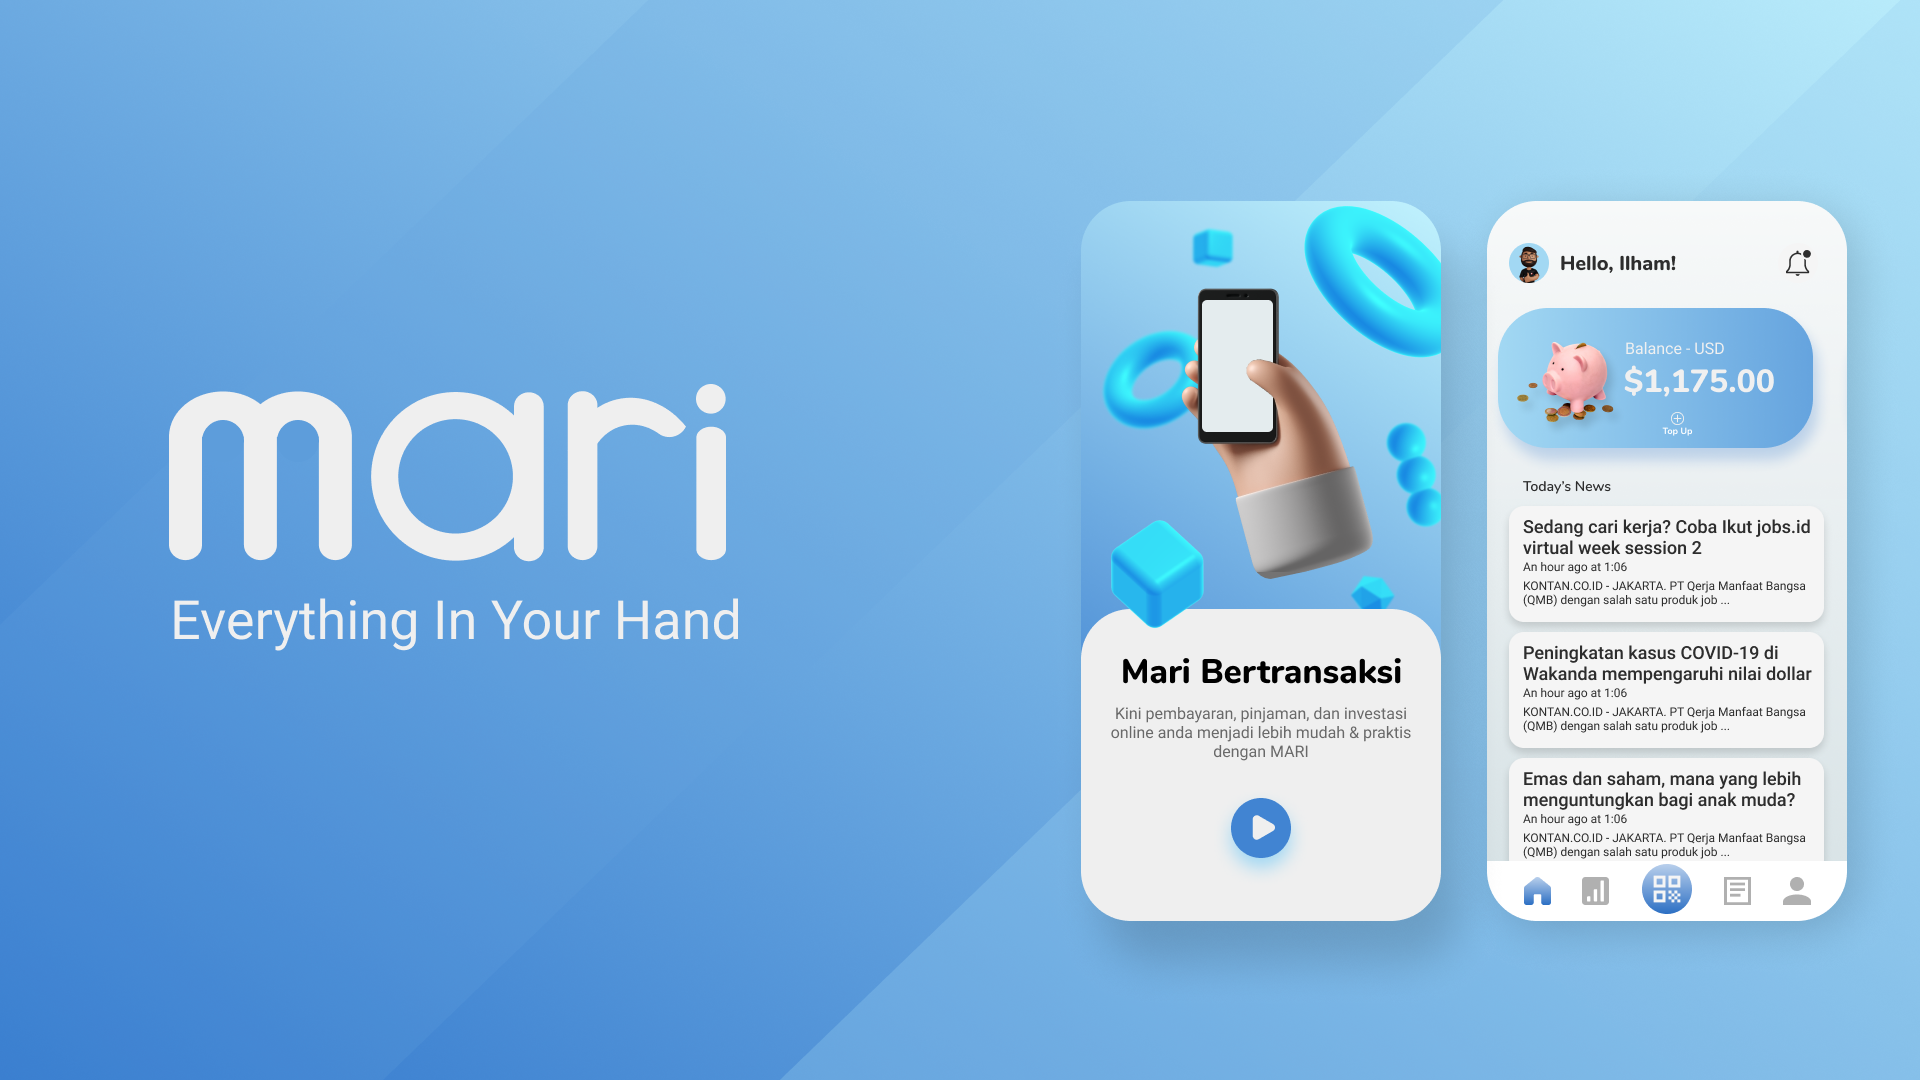 mari
Everything In Your Hand
Mari Bertransaksi
Kini pembayaran, pinjaman, dan investasi
online anda menjadi lebih mudah & praktis
dengan MARI
Hello, Ilham!
Balance - USD
$1,175.00
Top Up
Today's News
Sedang cari kerja? Coba Ikut jobs.id
virtual week session 2
An hour ago at 1:06
KONTAN.CO.ID - JAKARTA. PT Qerja Manfaat Bangsa
(QMB) dengan salah satu produk job ...
Peningkatan kasus COVID-19 di
Wakanda mempengaruhi nilai dollar
An hour ago at 1:06
KONTAN.CO.ID - JAKARTA. PT Qerja Manfaat Bangsa
(QMB) dengan salah satu produk job ...
Emas dan saham, mana yang lebih
menguntungkan bagi anak muda?
An hour ago at 1:06
KONTAN.CO.ID - JAKARTA. PT Qerja Manfaat Bangsa
(QMB) dengan salah satu produk job ...